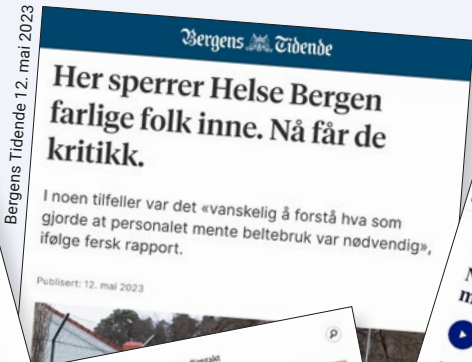 Bergens Tidende 12. mai 2023
Bergens Tidende
Her sperrer Helse Bergen
farlige folk inne. Nå får de
kritikk.
I noen tilfeller var det «vanskelig å forstå hva som
gjorde at personalet mente beltebruk var nødvendig»,
ifølge fersk rapport.
Publisert: 12. mai 2023
Kontakt